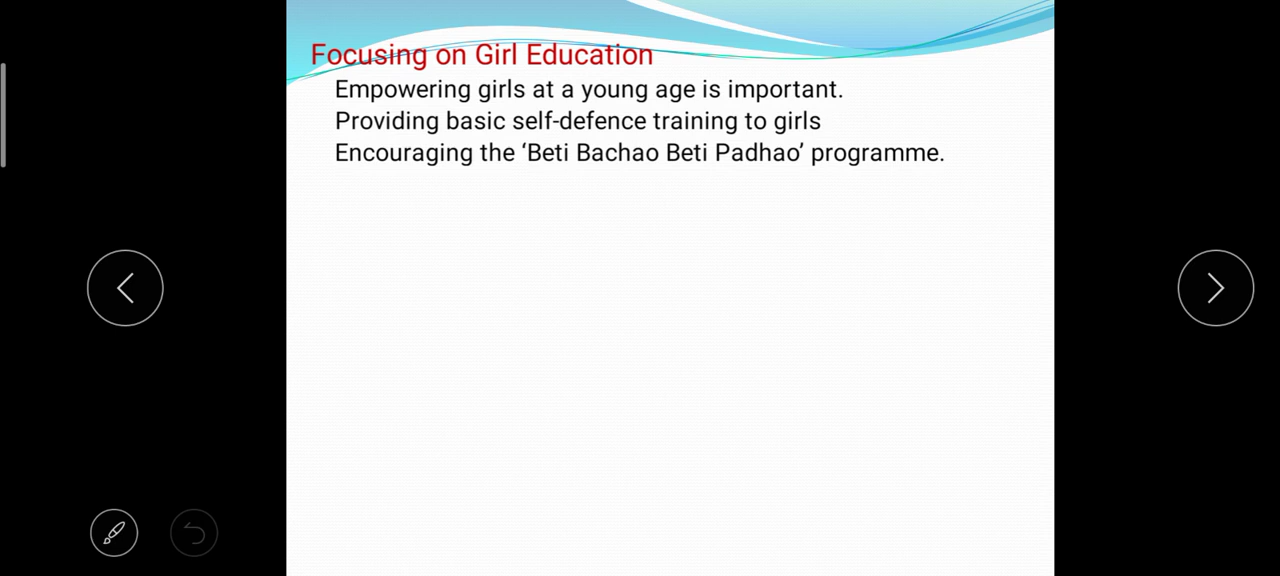 Focusing on Girl Education
Empowering girls at a young age is important.
Providing basic self-defence training to girls
Encouraging the ‘Beti Bachao Beti Padhao’ programme.